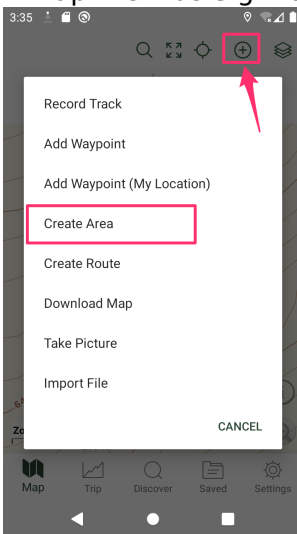 3:35
Record Track
Add Waypoint
Add Waypoint (My Location)
Create Area
Create Route
Download Map
Take Picture
Import File
CANCEL
Map Trip Discover Saved Settings